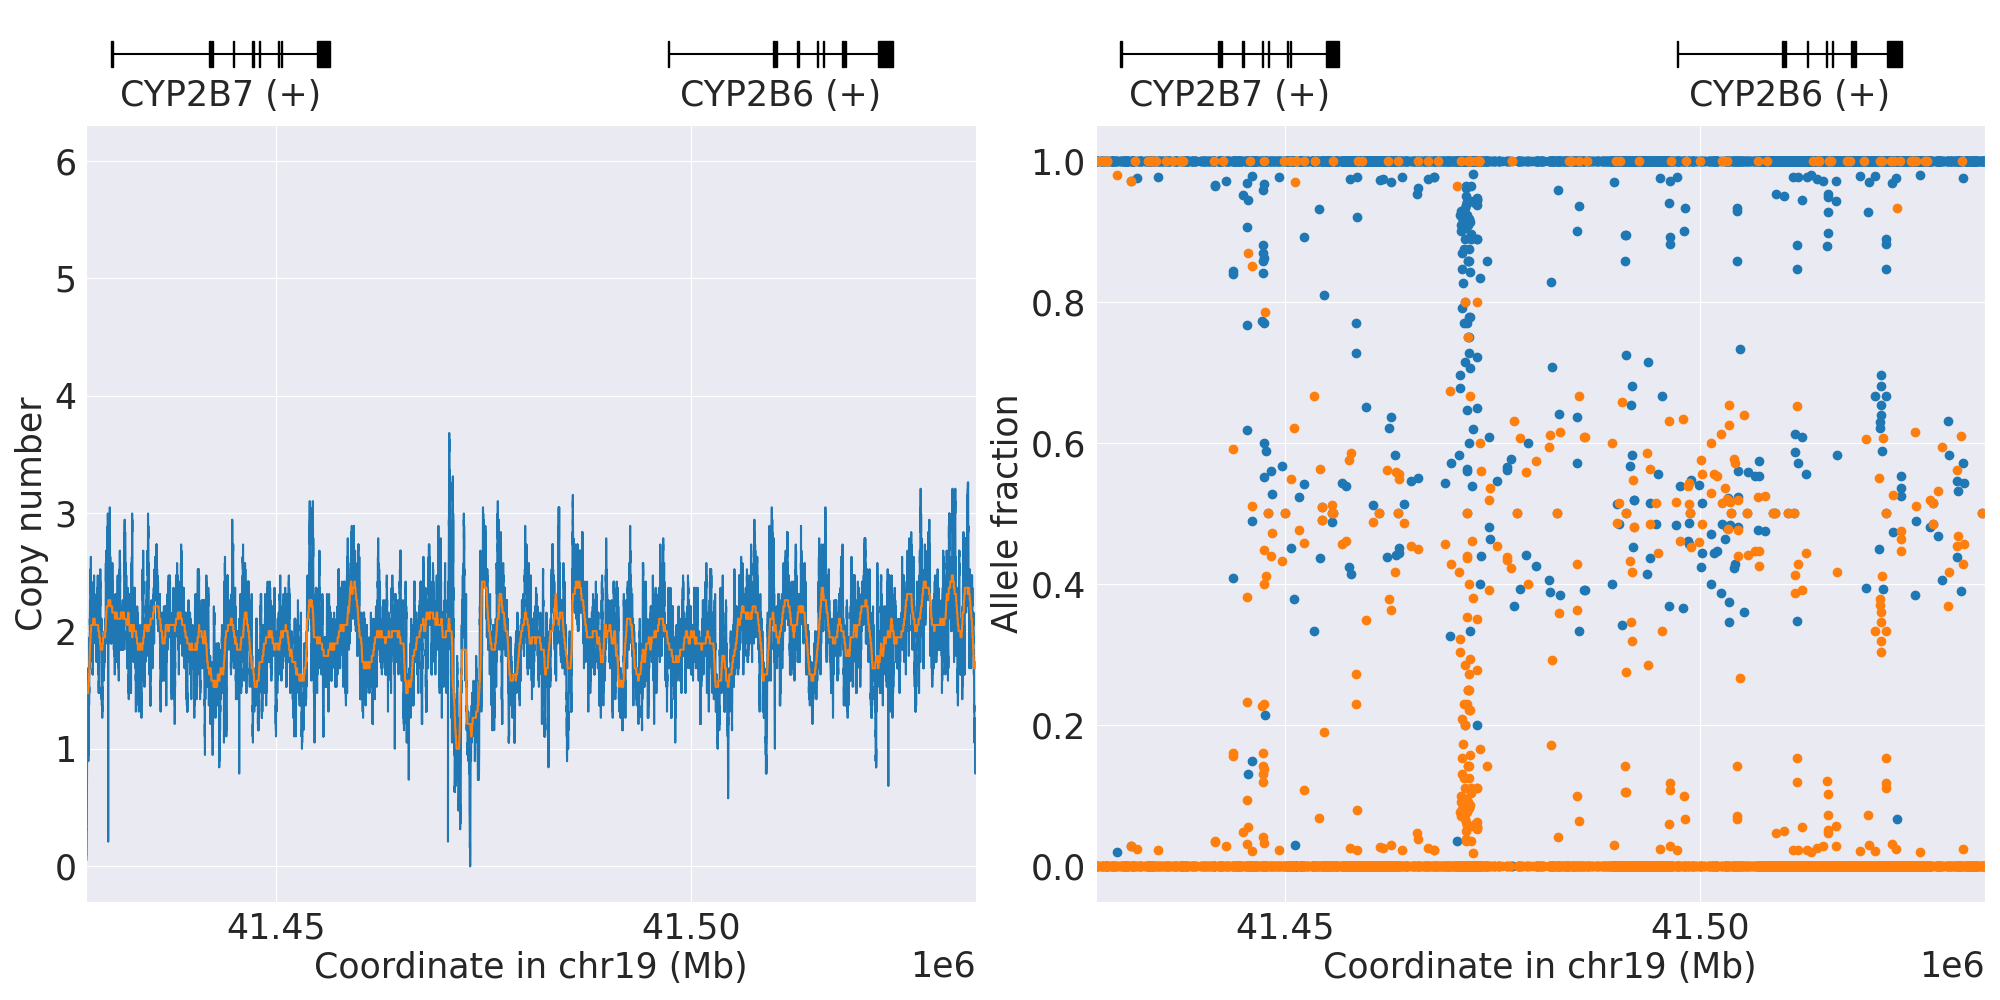 CYP2B7 (+)
CYP2B6 (+)
6
5
4
3
2
1
0
Copy number
41.45
41.50
Coordinate in chr19 (Mb)
1e6
CYP2B7 (+)
CYP2B6 (+)
1.0
0.8
0.6
0.4
0.2
0.0
Allele fraction
41.45
41.50
Coordinate in chr19 (Mb)
1e6